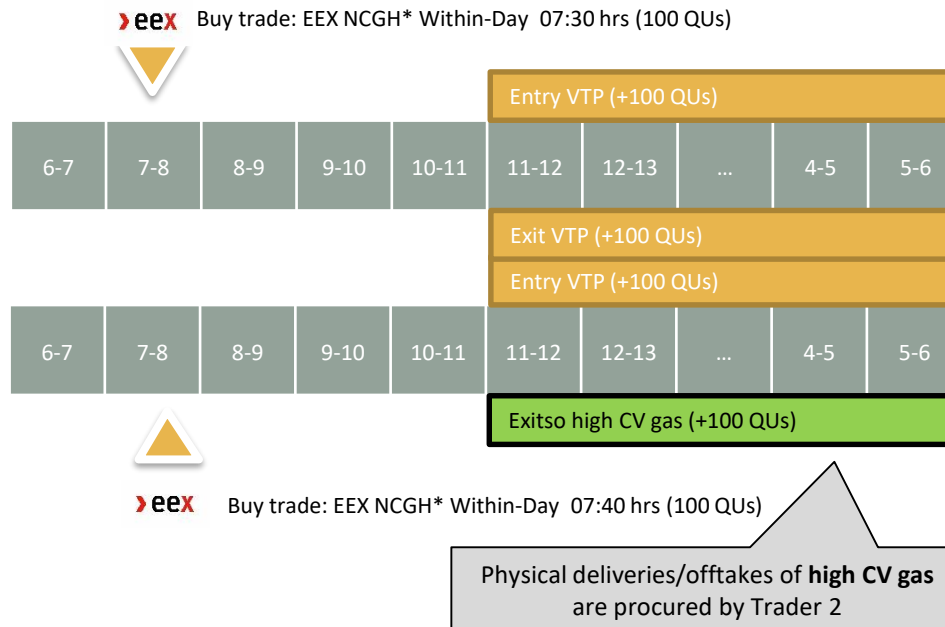 eex Buy trade: EEX NCGH* Within-Day 07:30 hrs (100 QUs)
Entry VTP (+100 QUs)
6-7 7-8 8-9 9-10 10-11 11-12 12-13 ... 4-5 5-6
Exit VTP (+100 QUs)
Entry VTP (+100 QUs)
6-7 7-8 8-9 9-10 10-11 11-12 12-13 ... 4-5 5-6
Exitso high CV gas (+100 QUs)
eex Buy trade: EEX NCGH* Within-Day 07:40 hrs (100 QUs)
Physical deliveries/offtakes of high CV gas
are procured by Trader 2